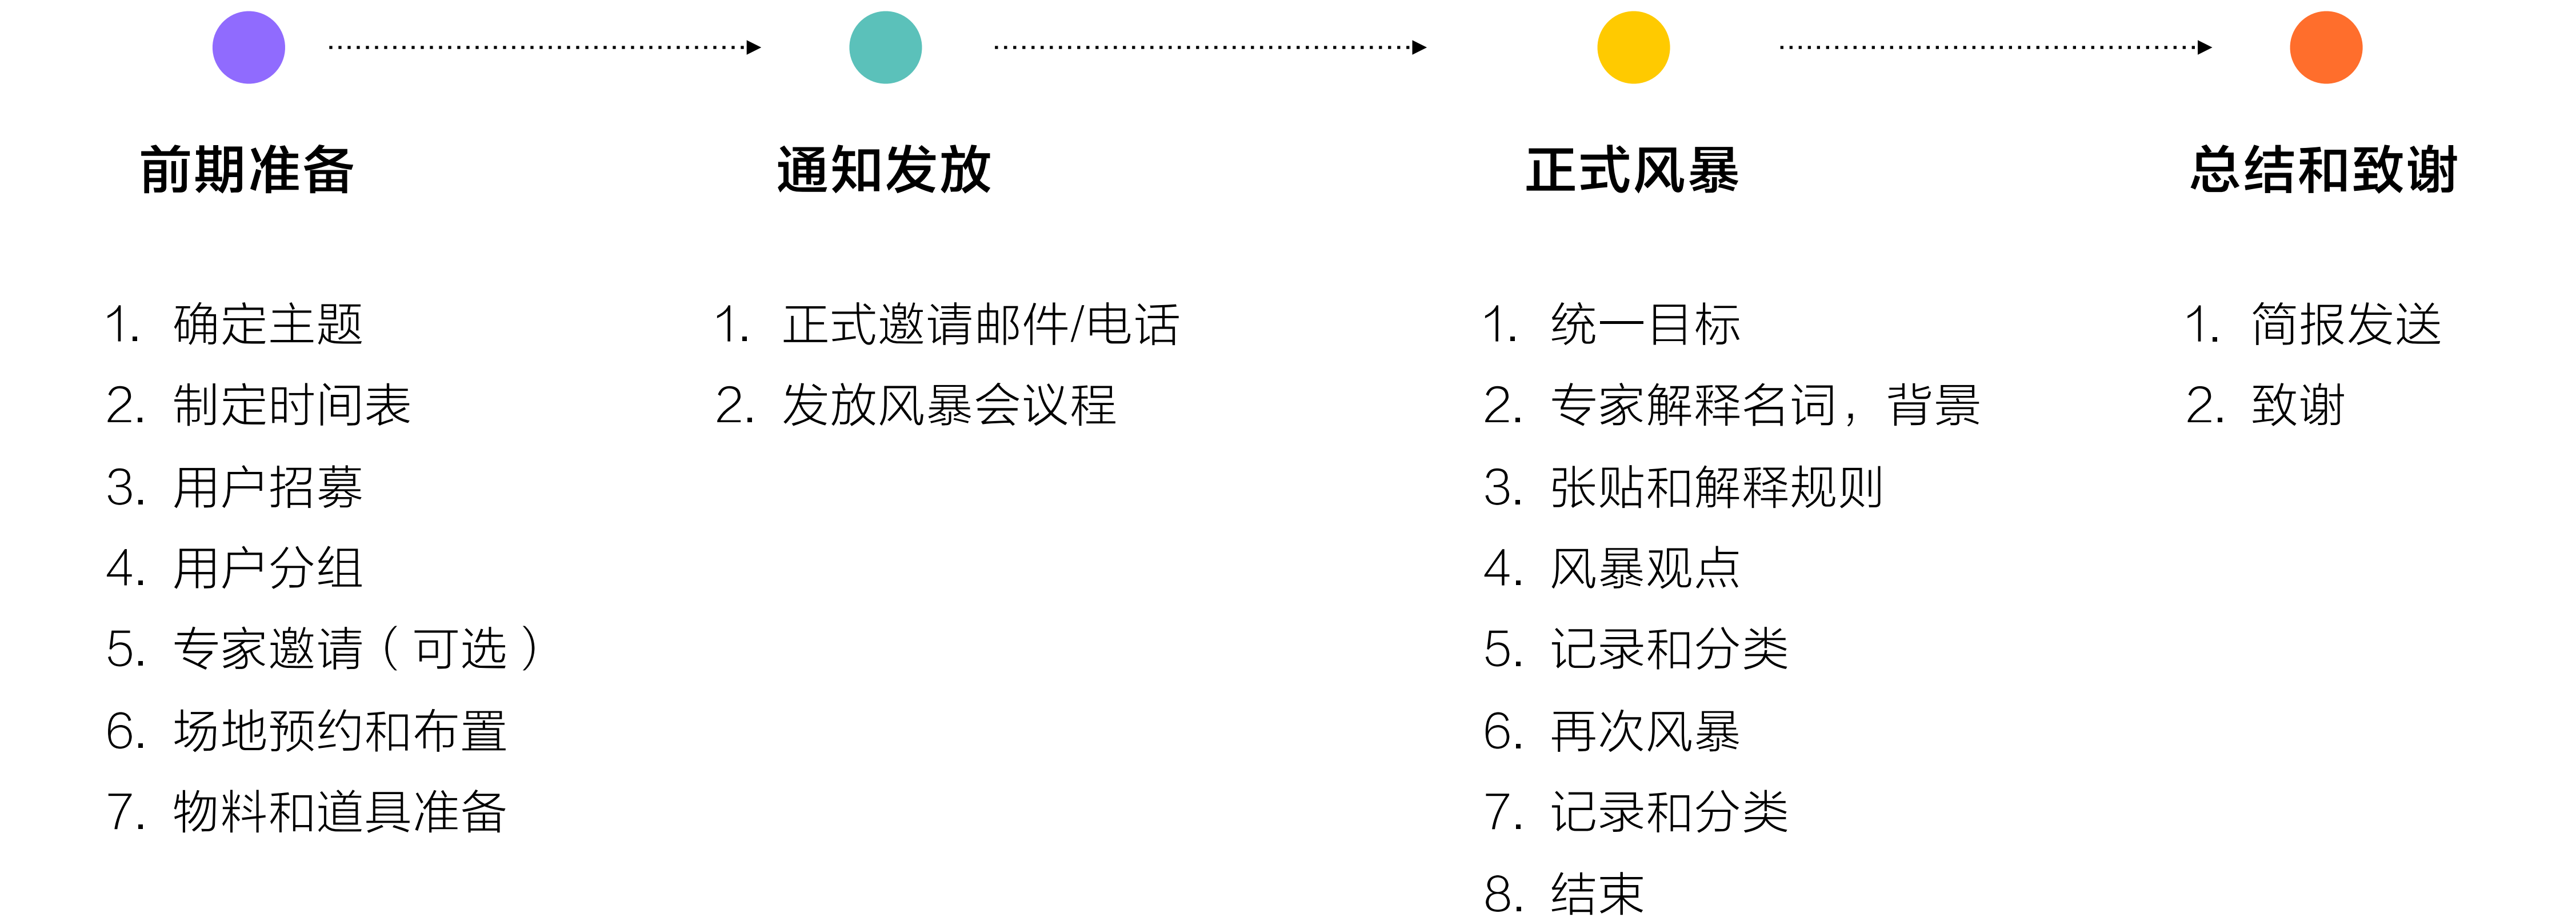 前期准备
1. 确定主题
2. 制定时间表
3. 用户招募
4. 用户分组
5. 专家邀请（可选）
6. 场地预约和布置
7. 物料和道具准备
通知发放
1. 正式邀请邮件/电话
2. 发放风暴会议程
正式风暴
1. 统一目标
2. 专家解释名词，背景
3. 张贴和解释规则
4. 风暴观点
5. 记录和分类
6. 再次风暴
7. 记录和分类
8. 结束
总结和致谢
1. 简报发送
2. 致谢